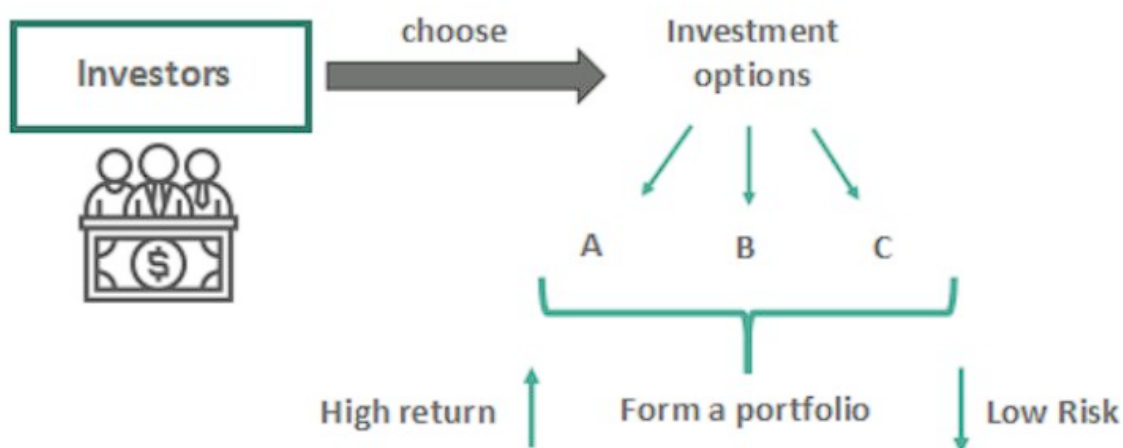 Investors
choose
Investment
options
$
A B C
High return
Form a portfolio
Low Risk